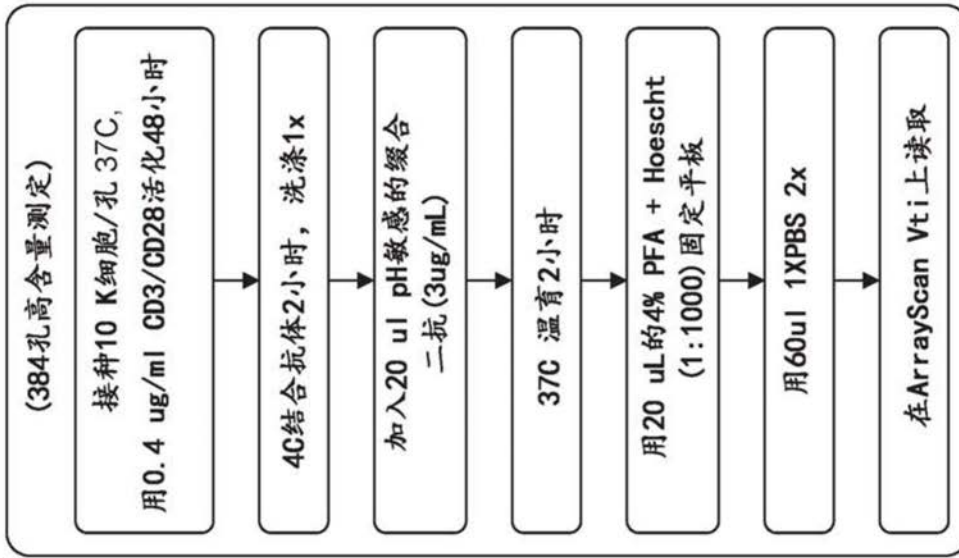 (384孔高含量测定)
接种10 K细胞/孔 37C,
用0.4 ug/ml CD3/CD28活化48小时
4C结合抗体2小时, 洗涤1x
加入20 ul pH敏感的缀合
二抗(3ug/mL)
37C 温育2小时
用20 uL的4% PFA + Hoescht
(1:1000)固定平板
用60ul 1XPBS 2x
在ArrayScan Vti上读取